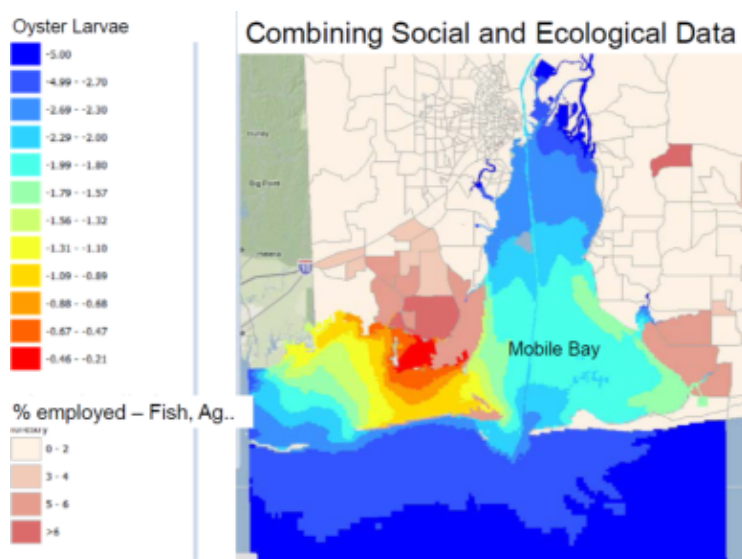 Oyster Larvae
-5.00
-4.99 - -2.70
-2.69 - -2.30
-2.29 - -2.00
-1.99 - -1.80
-1.79 - -1.57
-1.56 - -1.32
-1.31 - -1.10
-1.09 - -0.89
-0.88 - -0.68
-0.67 - -0.47
-0.46 - -0.21
% employed – Fish, Ag..
0 - 2
3 - 4
5 - 6
>6
Combining Social and Ecological Data
Hurley
Big Point
Helena
10
Mobile Bay